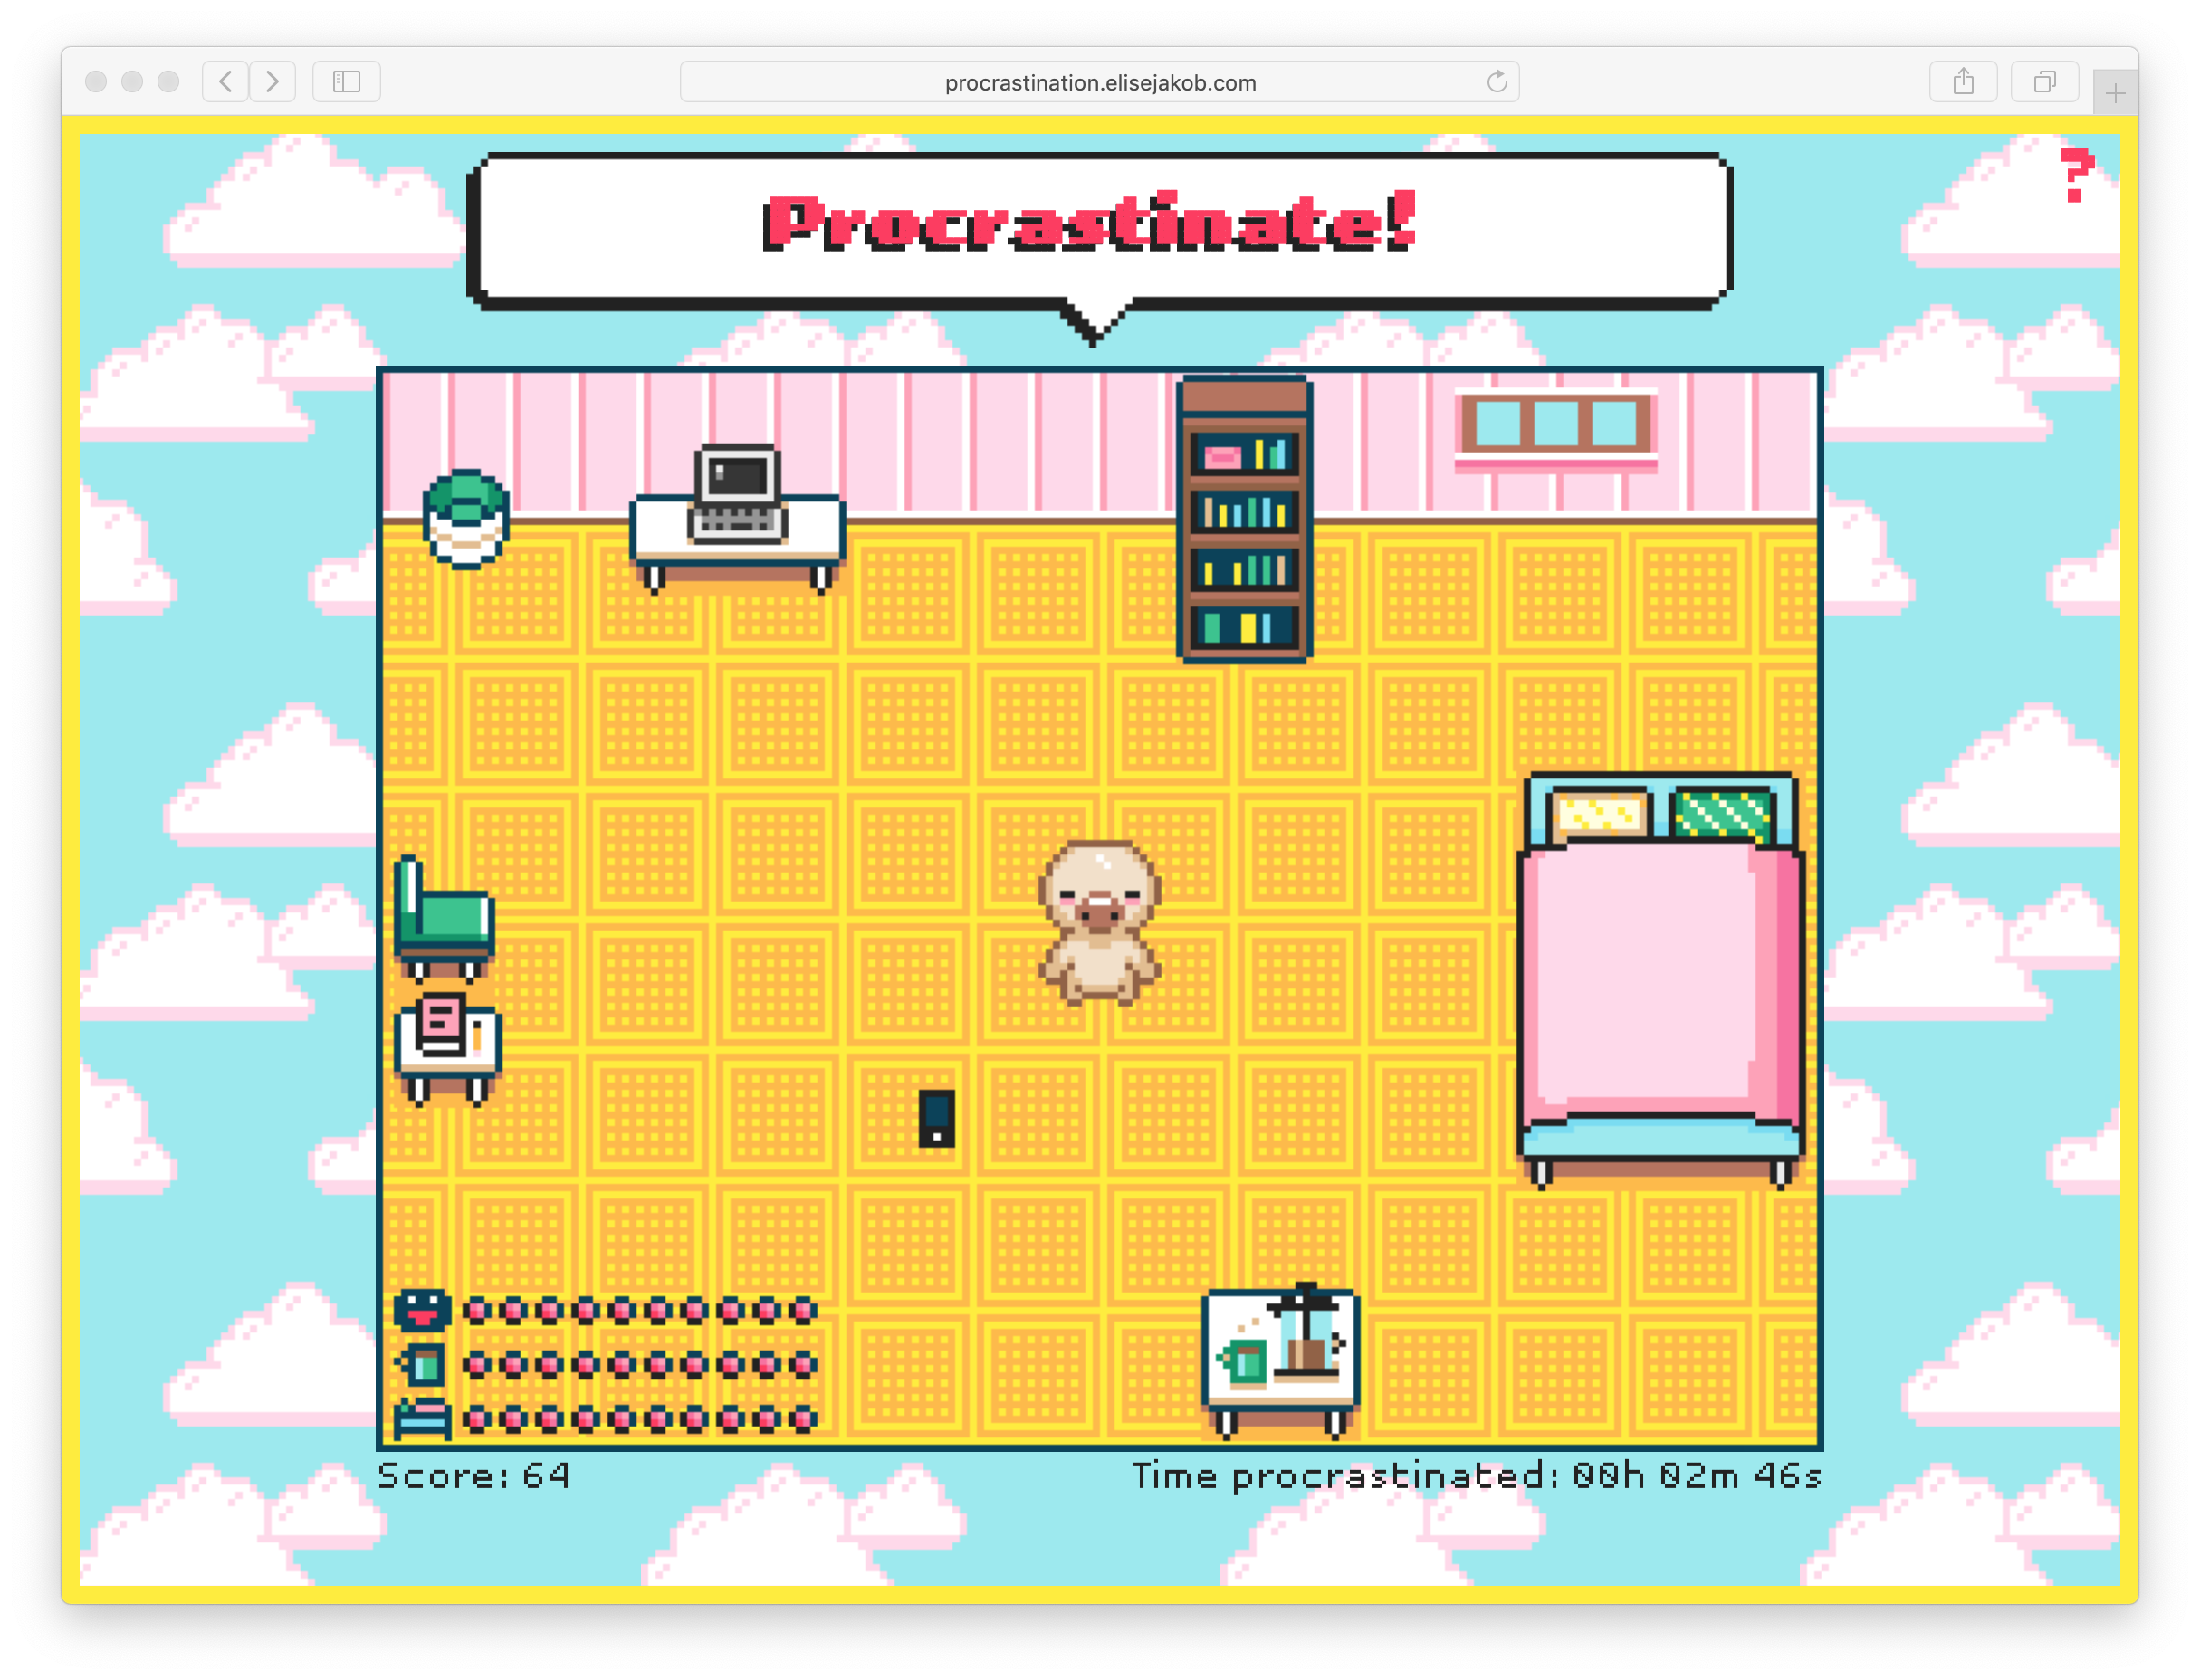 procrastination.elisejakob.com
?
Procrastinate!
Score: 64
Time procrastinated: 00h 02m 46s